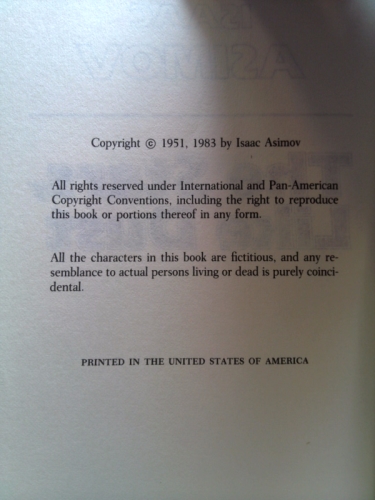 Copyright © 1951, 1983 by Isaac Asimov
All rights reserved under International and Pan-American
Copyright Conventions, including the right to reproduce
this book or portions thereof in any form.
All the characters in this book are fictitious, and any re-
semblance to actual persons living or dead is purely coinci-
dental.
PRINTED IN THE UNITED STATES OF AMERICA